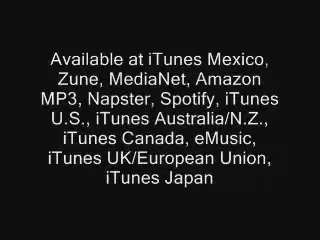 Available at iTunes Mexico,
Zune, MediaNet, Amazon
MP3, Napster, Spotify, iTunes
U.S., iTunes Australia/N.Z.,
iTunes Canada, eMusic,
iTunes UK/European Union,
iTunes Japan